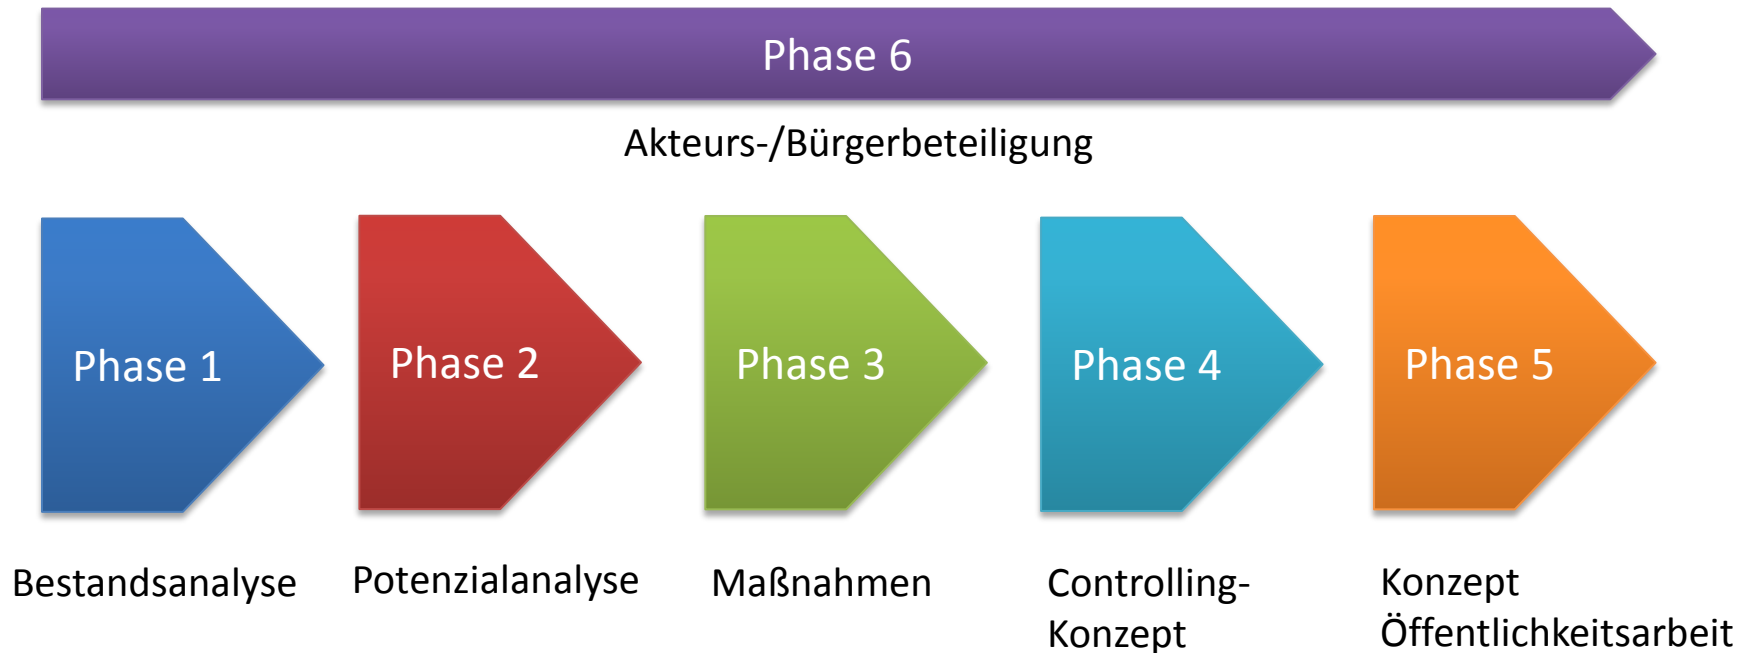 Phase 6
Akteurs-/Bürgerbeteiligung
Phase 1
Phase 2
Phase 3
Phase 4
Phase 5
Bestandsanalyse
Potenzialanalyse
Maßnahmen
Controlling-
Konzept
Konzept
Öffentlichkeitsarbeit